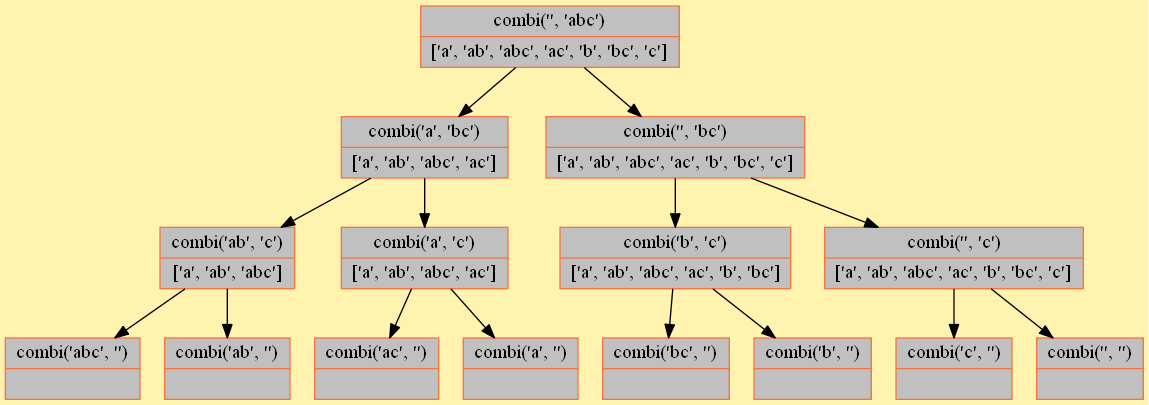 combi('', 'abc')
['a', 'ab', 'abc', 'ac', 'b', 'bc', 'c']
combi('a', 'bc')
['a', 'ab', 'abc', 'ac']
combi('', 'bc')
['a', 'ab', 'abc', 'ac', 'b', 'bc', 'c']
combi('ab', 'c')
['a', 'ab', 'abc']
combi('a', 'c')
['a', 'ab', 'abc', 'ac']
combi('b', 'c')
['a', 'ab', 'abc', 'ac', 'b', 'bc']
combi('', 'c')
['a', 'ab', 'abc', 'ac', 'b', 'bc', 'c']
combi('abc', '')
combi('ab', '')
combi('ac', '')
combi('a', '')
combi('bc', '')
combi('b', '')
combi('c', '')
combi('', '')